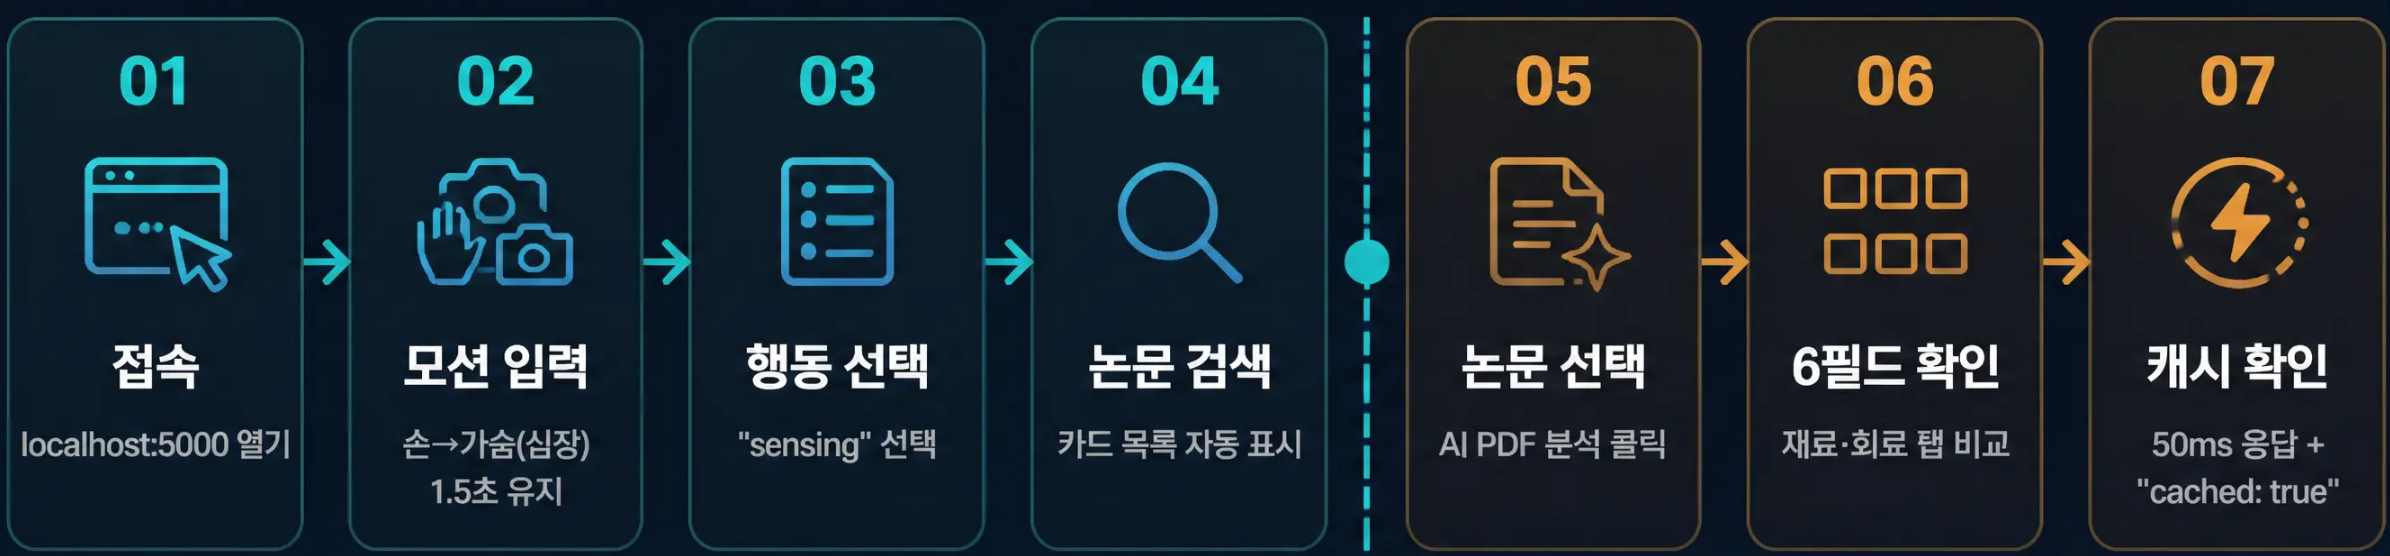 01
접속
localhost:5000 열기
02
모션 입력
손→가슴(심장)
1.5초 유지
03
행동 선택
"sensing" 선택
04
논문 검색
카드 목록 자동 표시
05
논문 선택
AI PDF 분석 콜릭
06
6필드 확인
재료·회료 탭 비교
07
캐시 확인
50ms 응답 +
"cached: true"